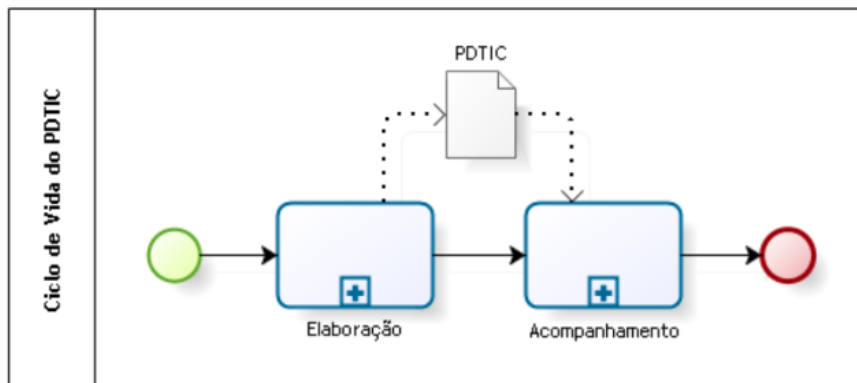 Ciclo de Vida do PDTIC
PDTIC
Elaboração
Acompanhamento